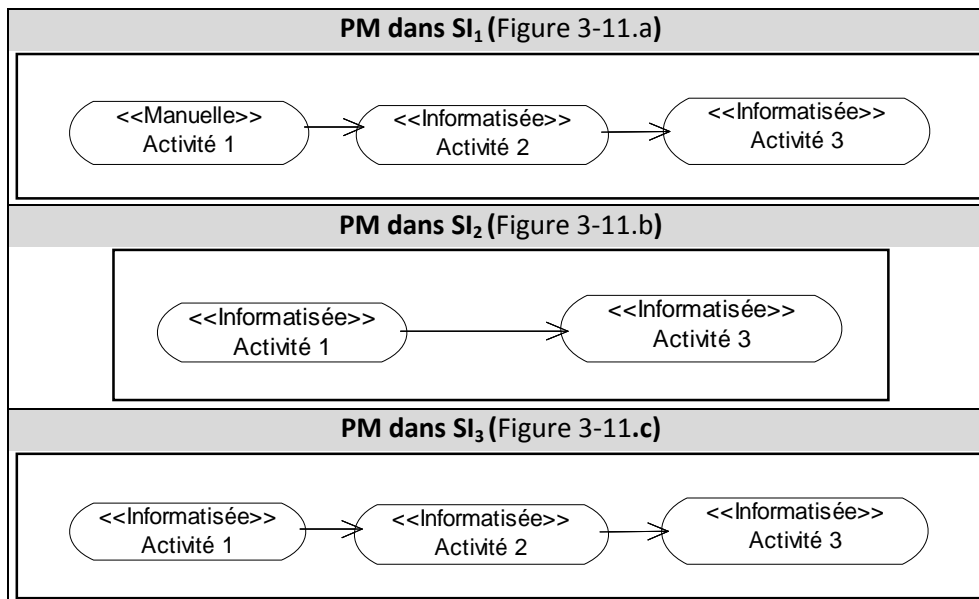 PM dans SI1 (Figure 3-11.a)
<<Manuelle>>
Activité 1
<<Informatisée>>
Activité 2
<<Informatisée>>
Activité 3
PM dans SI2 (Figure 3-11.b)
<<Informatisée>>
Activité 1
<<Informatisée>>
Activité 3
PM dans SI3 (Figure 3-11.c)
<<Informatisée>>
Activité 1
<<Informatisée>>
Activité 2
<<Informatisée>>
Activité 3